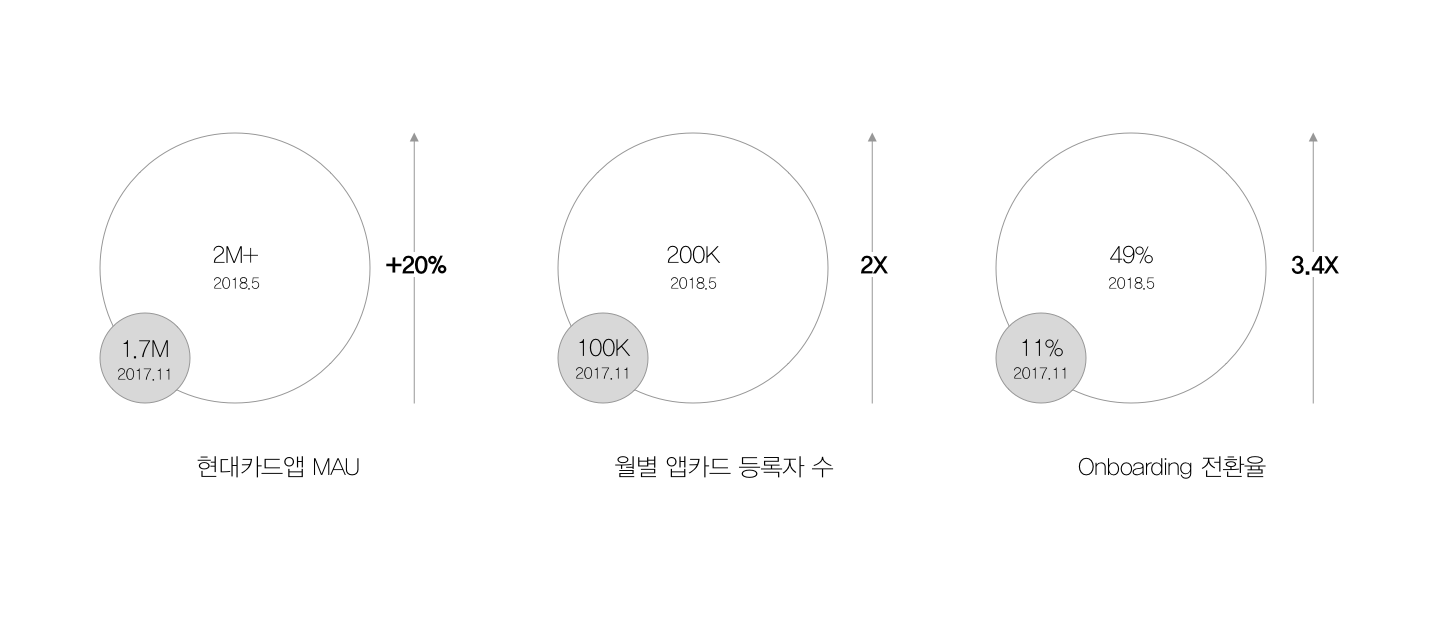 2M+
2018.5
1.7M
2017.11
+20%
현대카드앱 MAU
200K
2018.5
100K
2017.11
2X
월별 앱카드 등록자 수
49%
2018.5
11%
2017.11
3.4X
Onboarding 전환율